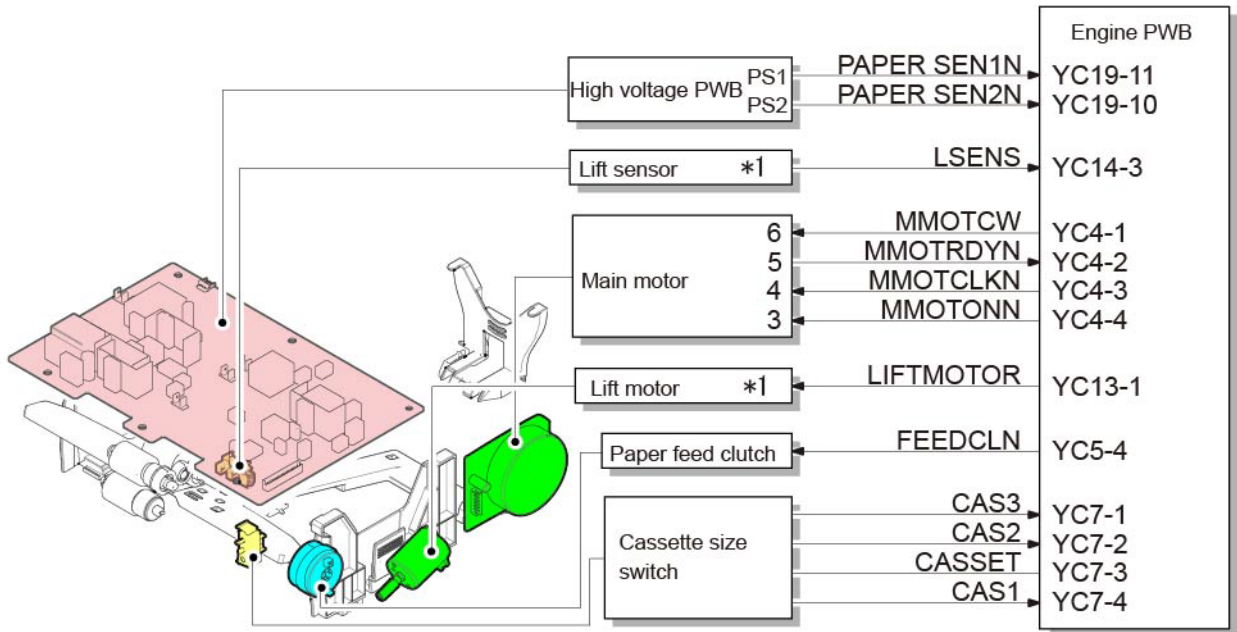 Engine PWB
High voltage PWB PS1 PAPER SEN1N YC19-11
PS2 PAPER SEN2N YC19-10
Lift sensor *1 LSENS YC14-3
Main motor
6 MMOTCW YC4-1
5 MMOTRDYN YC4-2
4 MMOTCLKN YC4-3
3 MMOTONN YC4-4
Lift motor *1 LIFTMOTOR YC13-1
Paper feed clutch FEEDCLN YC5-4
Cassette size
switch
CAS3 YC7-1
CAS2 YC7-2
CASSET YC7-3
CAS1 YC7-4